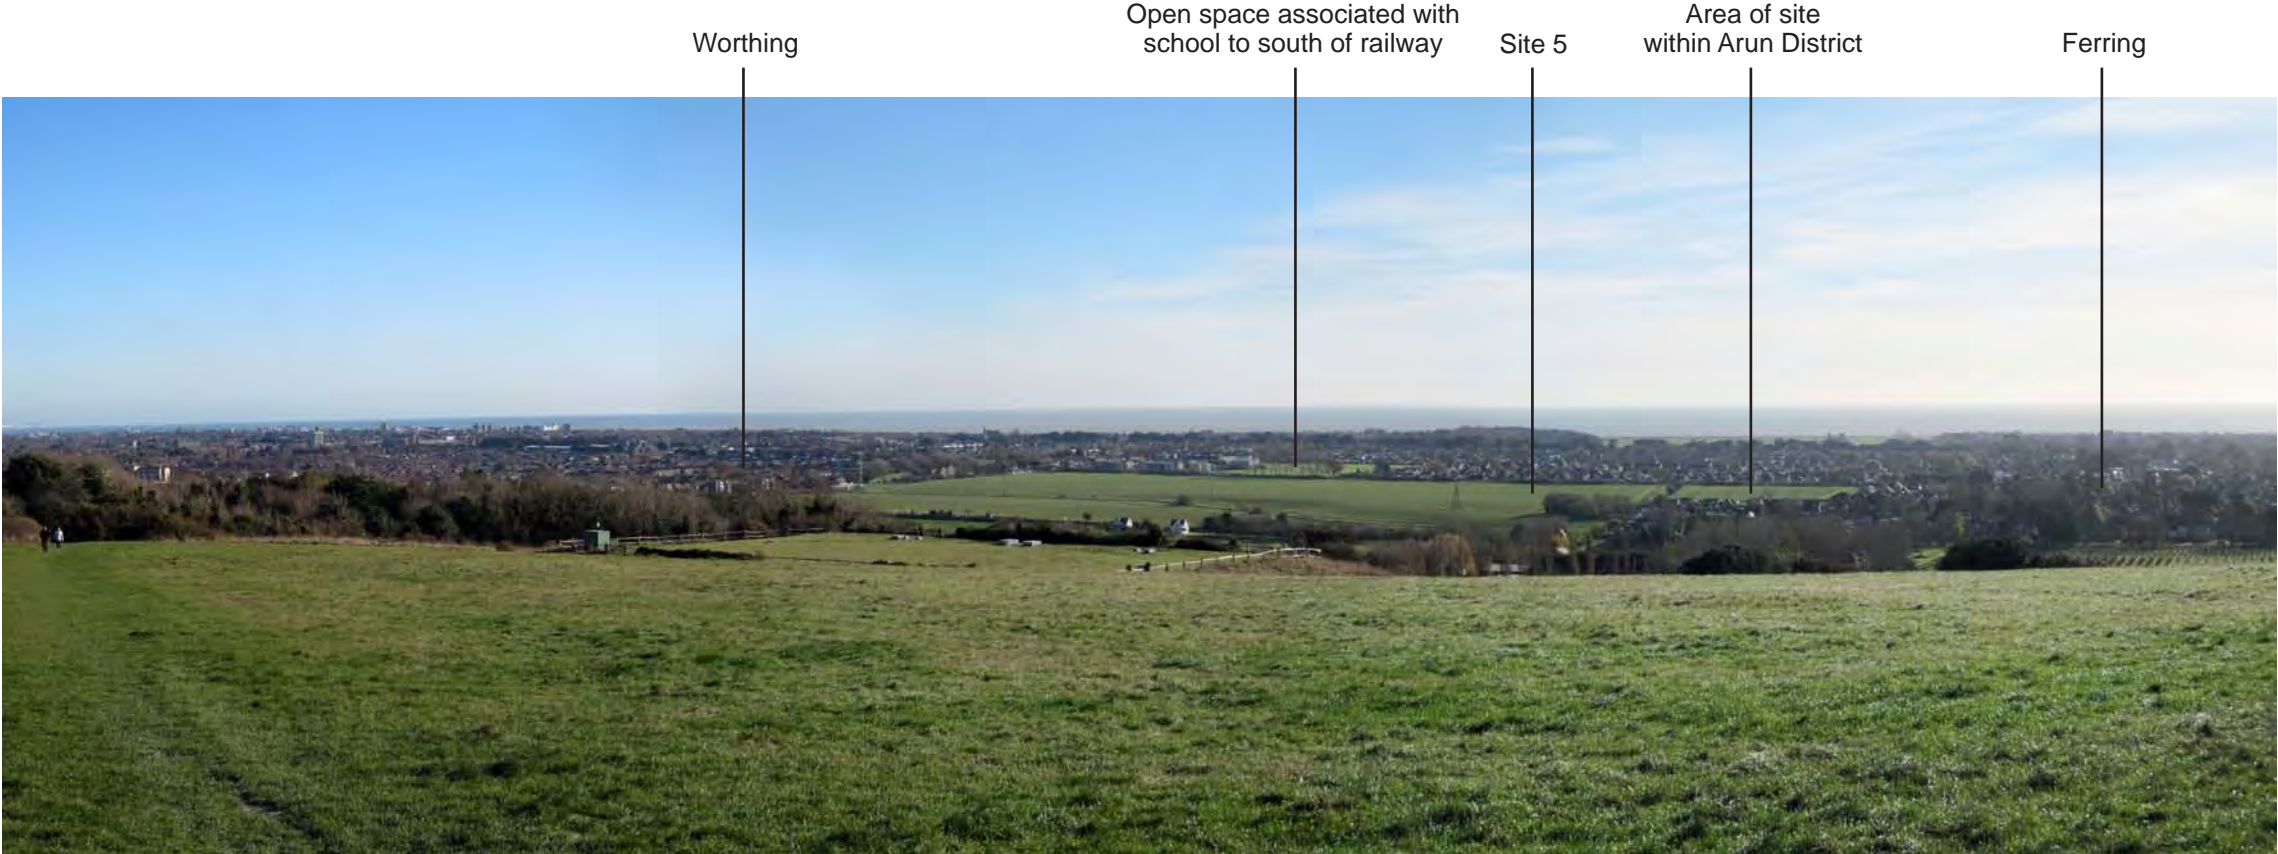 Worthing
Open space associated with
school to south of railway
Site 5
Area of site
within Arun District
Ferring